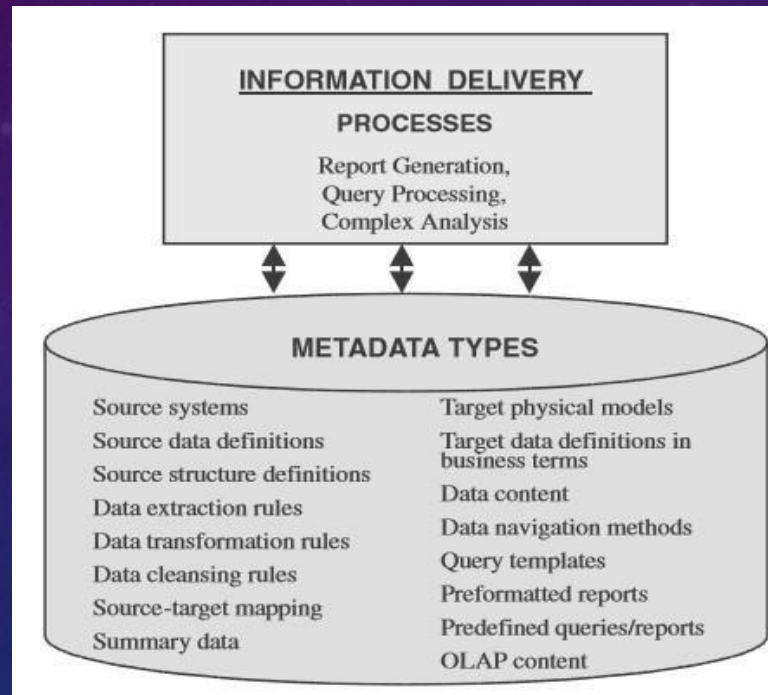 INFORMATION DELIVERY
PROCESSES
Report Generation,
Query Processing,
Complex Analysis
METADATA TYPES
Source systems
Source data definitions
Source structure definitions
Data extraction rules
Data transformation rules
Data cleansing rules
Source-target mapping
Summary data
Target physical models
Target data definitions in
business terms
Data content
Data navigation methods
Query templates
Preformatted reports
Predefined queries/reports
OLAP content